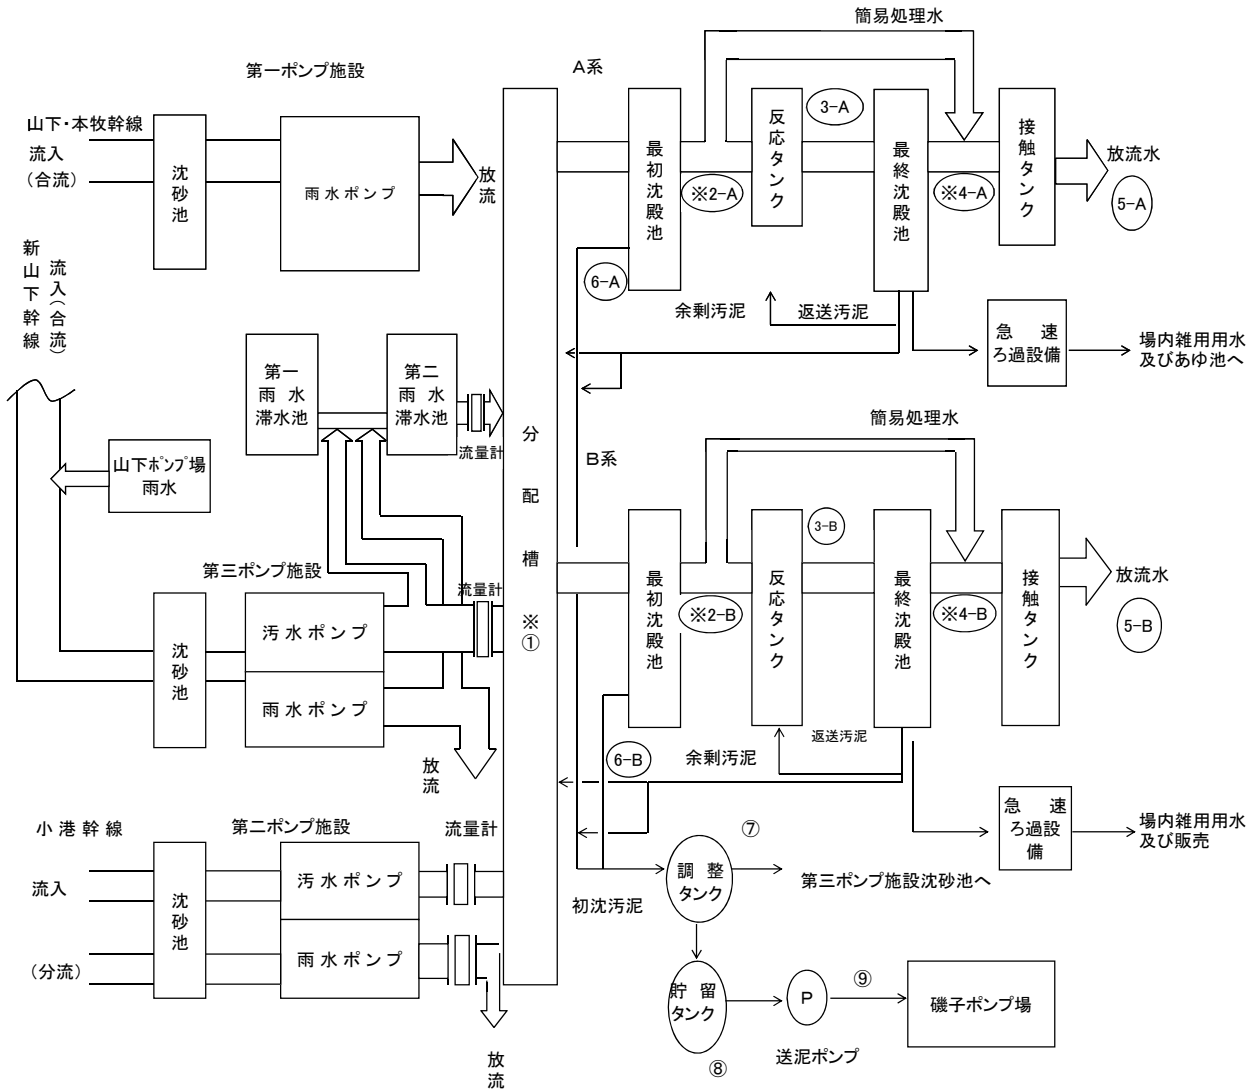 簡易処理水
A系
第一ポンプ施設
山下・本牧幹線
流入
（合流）
沈砂池
雨水ポンプ
放流
最初沈殿池
※2-A
反応タンク
3-A
最終沈殿池
※4-A
接触タンク
放流水
5-A
新山下幹線
流入（合流）
6-A
余剰汚泥
返送汚泥
急　速
ろ過設備
場内雑用用水
及びあゆ池へ
第一
雨　水
滞水池
第二
雨　水
滞水池
流量計
山下ポンプ場
雨水
分配槽
※①
B系
簡易処理水
第三ポンプ施設
流量計
沈砂池
汚水ポンプ
雨水ポンプ
放流
最初沈殿池
※2-B
反応タンク
3-B
最終沈殿池
※4-B
接触タンク
放流水
5-B
6-B
余剰汚泥
返送汚泥
急　速
ろ過設
備
場内雑用用水
及び販売
小港幹線
第二ポンプ施設
流量計
流入
（分流）
沈砂池
汚水ポンプ
雨水ポンプ
放流
初沈汚泥
調　整
タンク
⑦
第三ポンプ施設沈砂池へ
貯　留
タンク
⑧
P
送泥ポンプ
⑨
磯子ポンプ場